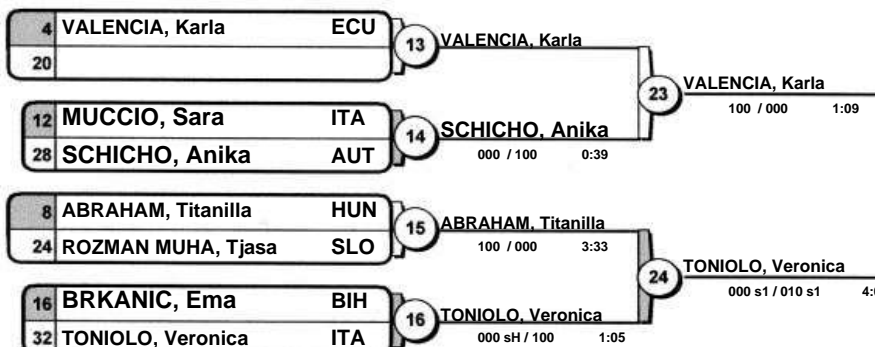 4 VALENCIA, Karla ECU
20
13 VALENCIA, Karla
23 VALENCIA, Karla
100 / 000 1:09
12 MUCCIO, Sara ITA
28 SCHICHO, Anika AUT
14 SCHICHO, Anika
000 / 100 0:39
8 ABRAHAM, Titanilla HUN
24 ROZMAN MUHA, Tjasa SLO
15 ABRAHAM, Titanilla
100 / 000 3:33
24 TONIOLO, Veronica
000 s1 / 010 s1
16 BRKANIC, Ema BIH
32 TONIOLO, Veronica ITA
16 TONIOLO, Veronica
000 sH / 100 1:05